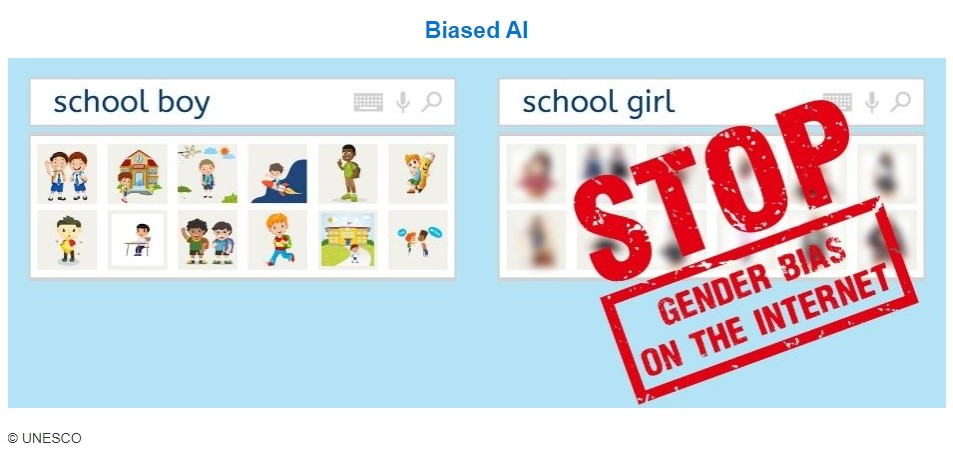 Biased AI
school boy
school girl
STOP
GENDER BIAS
ON THE INTERNET
© UNESCO